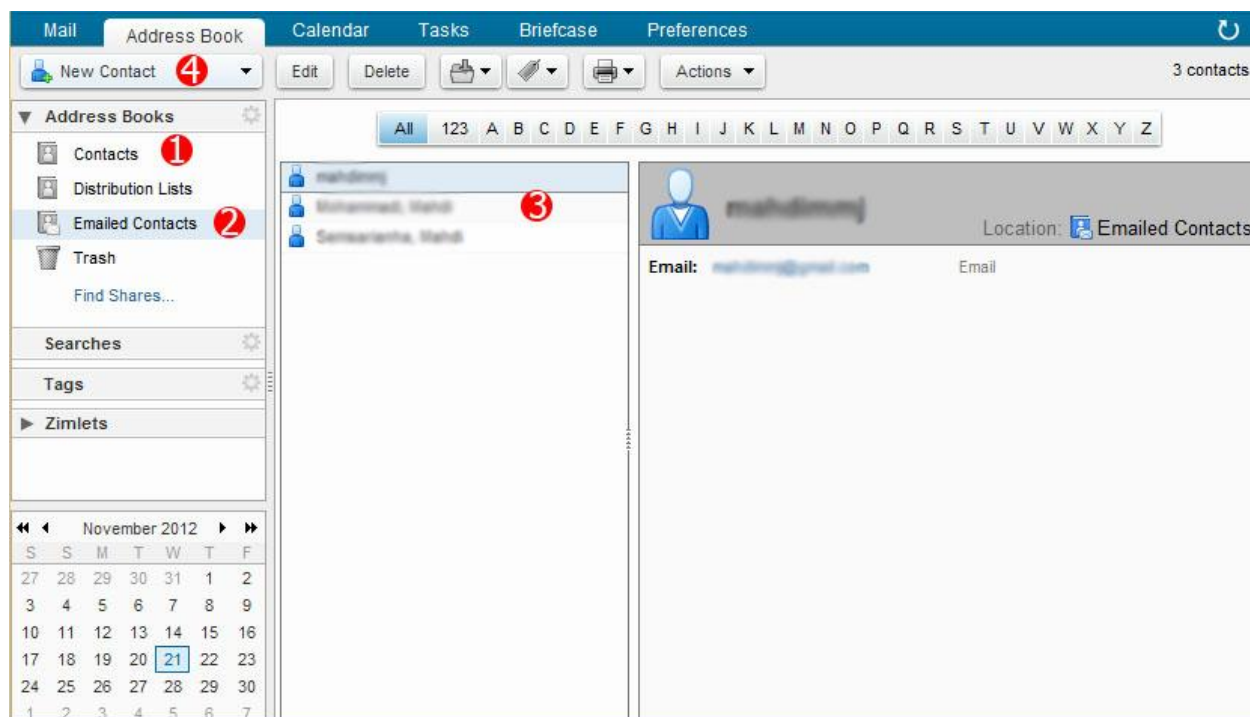 Mail Address Book Calendar Tasks Briefcase Preferences
New Contact 4 Edit Delete Actions 3 contacts
Address Books
Contacts 1
Distribution Lists
Emailed Contacts 2
Trash
Find Shares...
Searches
Tags
Zimlets
November 2012
S S M T W T F
27 28 29 30 31 1 2
3 4 5 6 7 8 9
10 11 12 13 14 15 16
17 18 19 20 21 22 23
24 25 26 27 28 29 30
1 2 3 4 5 6 7
All 123 A B C D E F G H I J K L M N O P Q R S T U V W X Y Z
3
Location: Emailed Contacts
Email: Email